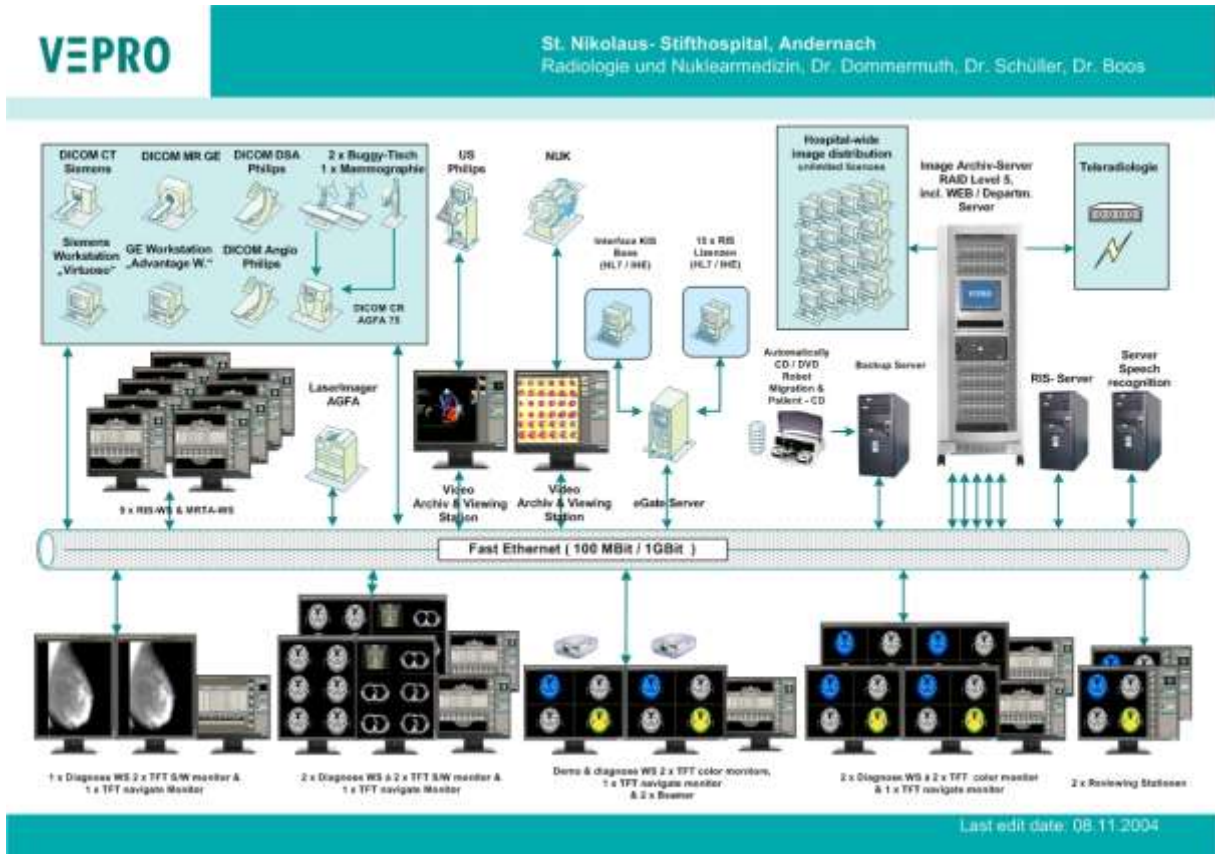 VEPRO
St. Nikolaus- Stifthospital, Andernach
Radiologie und Nuklearmedizin, Dr. Dommermuth, Dr. Schüller, Dr. Boos
DICOM CT
Siemens
DICOM MR GE
DICOM DSA
Philips
2 x Buggy-Tisch
1 x Mammographie
US
Philips
NUK
Hospital-wide
image distribution
unlimited licences
Image Archiv-Server
RAID Level 5,
incl. WEB / Departm.
Server
Teleradiologie
Siemens
Workstation
„Virtuoso“
GE Workstation
„Advantage W.“
DICOM Angio
Philips
DICOM CR
AGFA 75
Interface KIS
Boos
(HL7 / IHE)
15 x RIS
Lizenzen
(HL7 / IHE)
LaserImager
AGFA
Automatically
CD / DVD
Robot
Migration &
Patient - CD
Backup Server
VEPRO
RIS- Server
Server
Speech
recognition
9 x RIS-WS & MRTA-WS
Video
Archiv & Viewing
Station
Video
Archiv & Viewing
Station
eGate Server
Fast Ethernet ( 100 MBit / 1GBit )
1 x Diagnose WS 2 x TFT S/W monitor &
1 x TFT navigate Monitor
2 x Diagnose WS à 2 x TFT S/W monitor &
1 x TFT navigate Monitor
Demo & diagnose WS 2 x TFT color monitors,
1 x TFT navigate monitor
& 2 x Beamer
2 x Diagnose WS à 2 x TFT color monitor
& 1 x TFT navigate monitor
2 x Reviewing Stationen
Last edit date: 08.11.2004